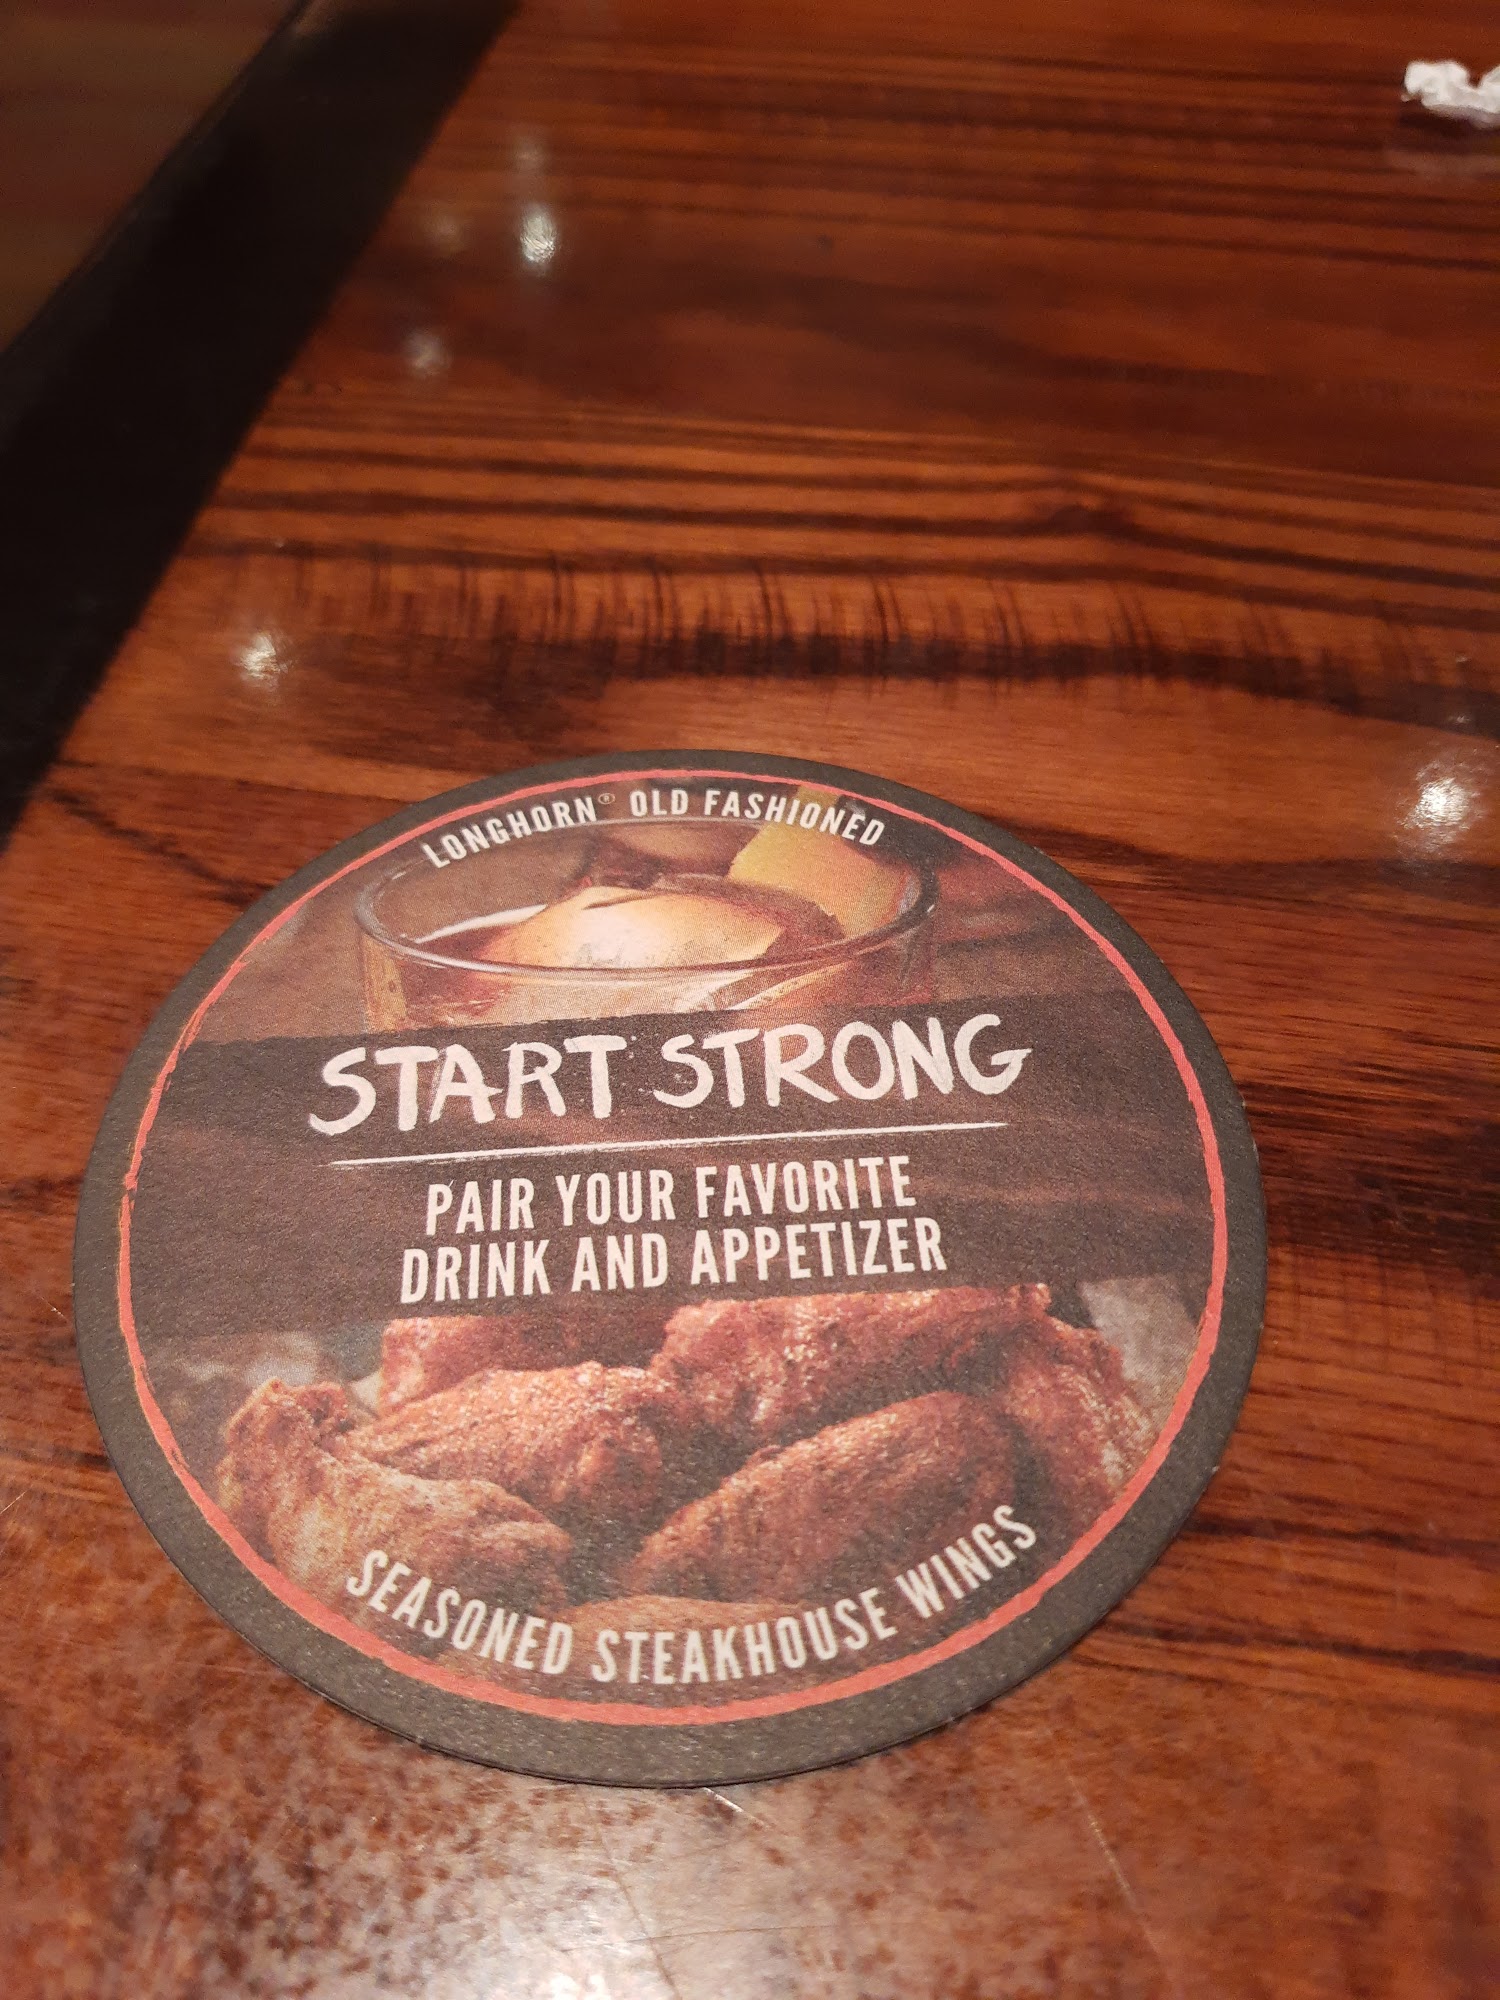 LONGHORN® OLD FASHIONED
START STRONG
PAIR YOUR FAVORITE
DRINK AND APPETIZER
SEASONED STEAKHOUSE WINGS